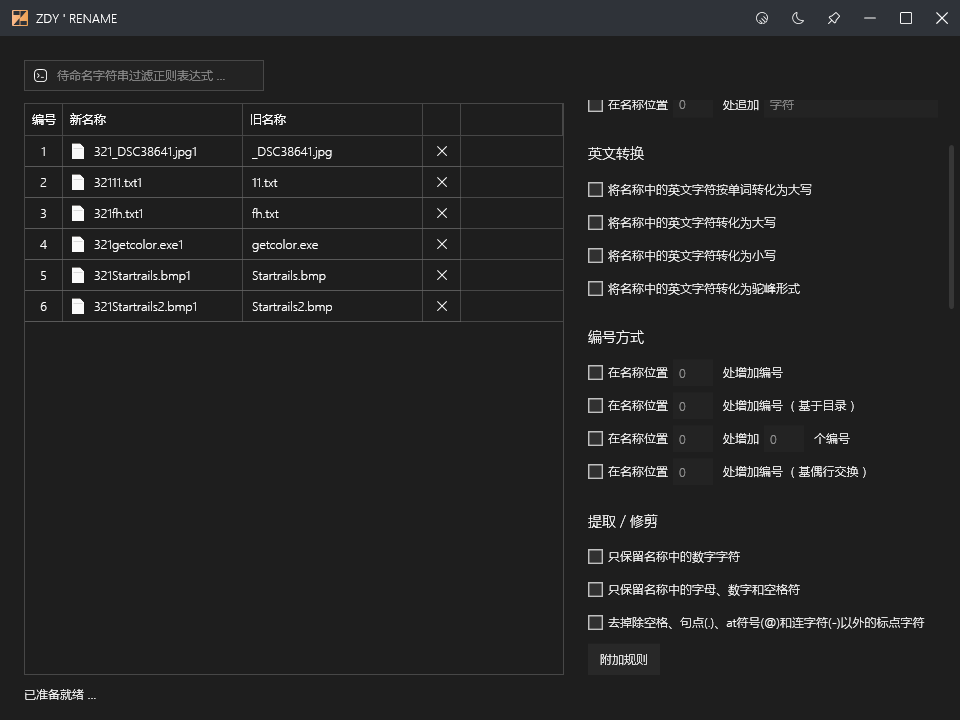 ZDY ' RENAME
待命名字符串过滤正则表达式 ...
编号 新名称 旧名称
1 321_DSC38641.jpg1 _DSC38641.jpg
2 32111.txt1 11.txt
3 321fh.txt1 fh.txt
4 321getcolor.exe1 getcolor.exe
5 321Startrails.bmp1 Startrails.bmp
6 321Startrails2.bmp1 Startrails2.bmp
已准备就绪 ...
在名称位置 0 处追加 字符
英文转换
将名称中的英文字符按单词转化为大写
将名称中的英文字符转化为大写
将名称中的英文字符转化为小写
将名称中的英文字符转化为驼峰形式
编号方式
在名称位置 0 处增加编号
在名称位置 0 处增加编号 （ 基于目录 ）
在名称位置 0 处增加 0 个编号
在名称位置 0 处增加编号 （ 基偶行交换 ）
提取 / 修剪
只保留名称中的数字字符
只保留名称中的字母、数字和空格符
去掉除空格、句点(.)、at符号(@)和连字符(-)以外的标点字符
附加规则